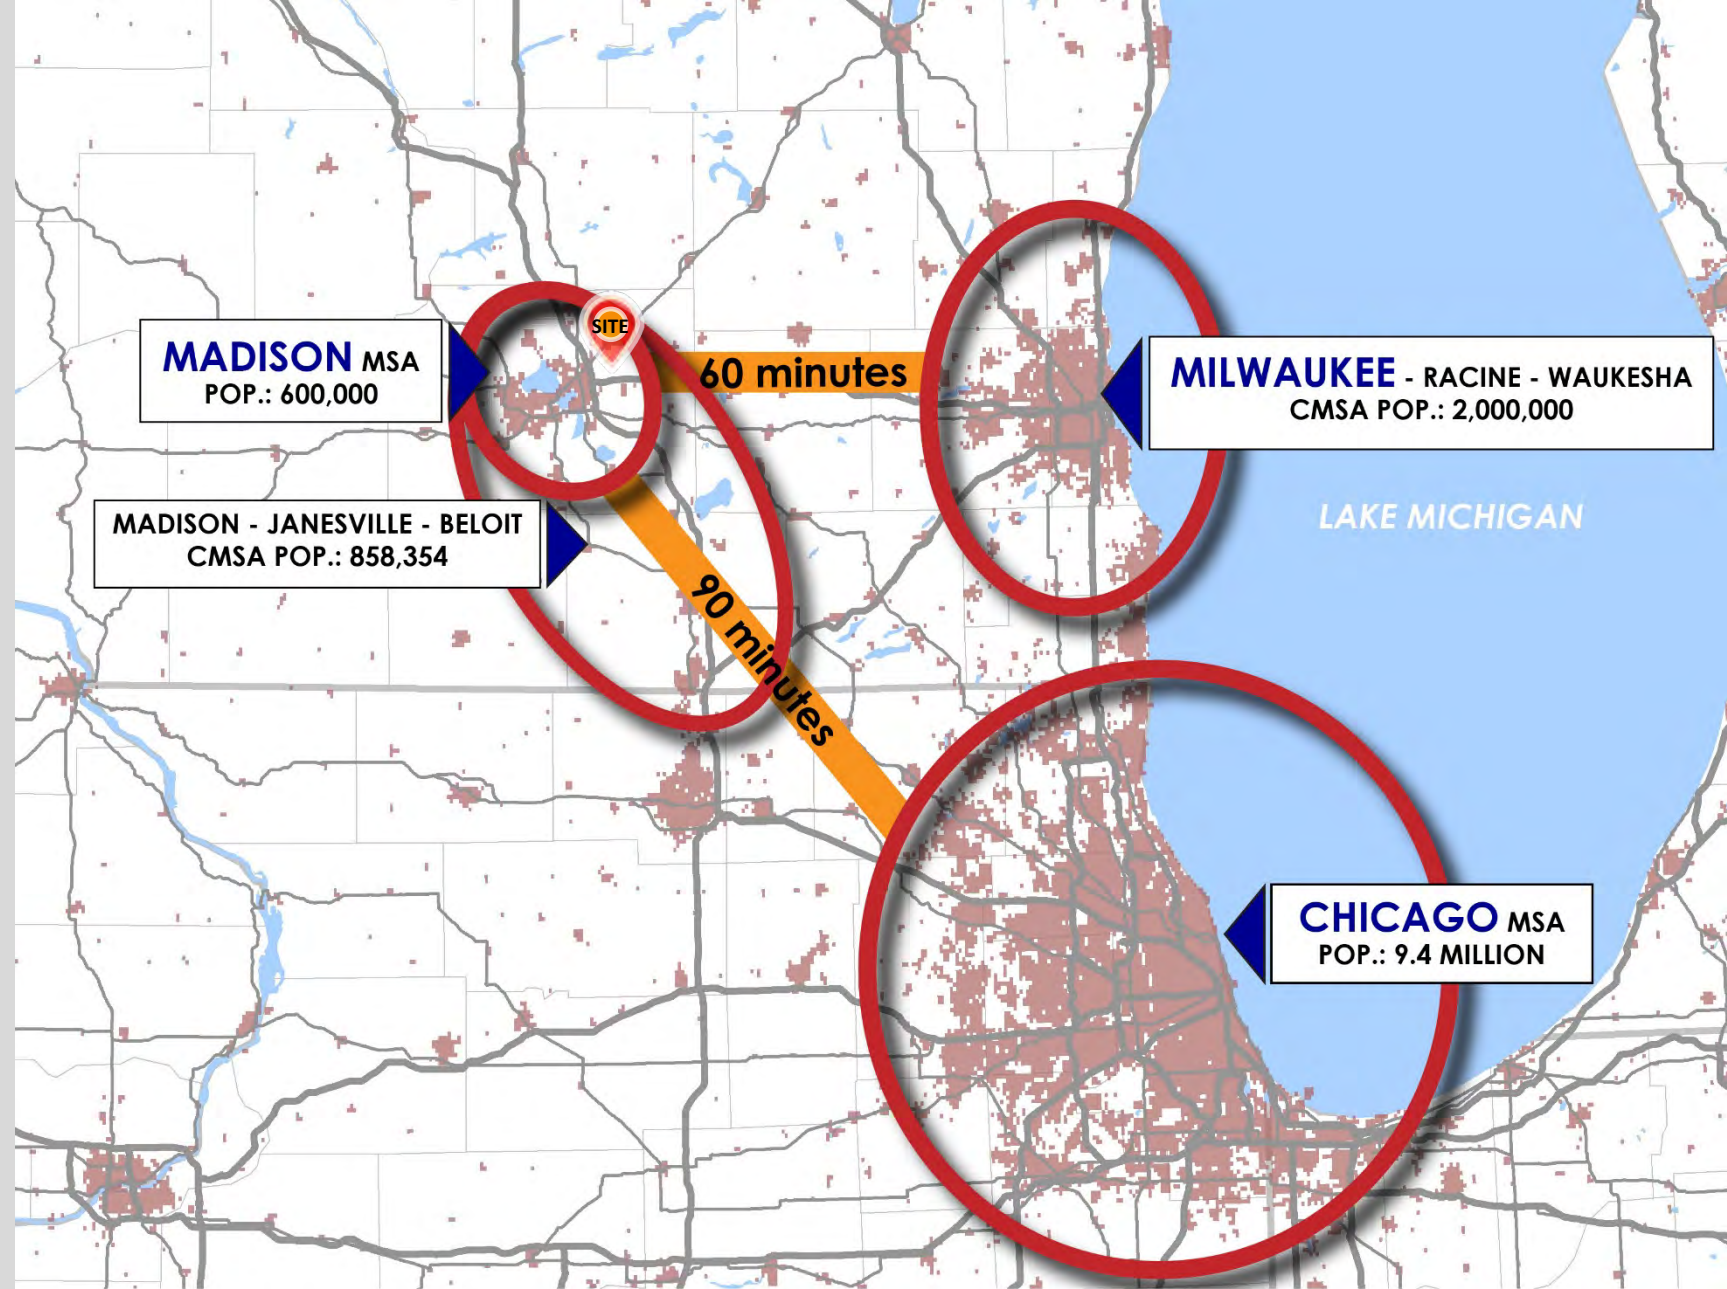 SITE
MADISON MSA
POP.: 600,000
60 minutes
MILWAUKEE - RACINE - WAUKESHA
CMSA POP.: 2,000,000
LAKE MICHIGAN
MADISON - JANESVILLE - BELOIT
CMSA POP.: 858,354
90 minutes
CHICAGO MSA
POP.: 9.4 MILLION